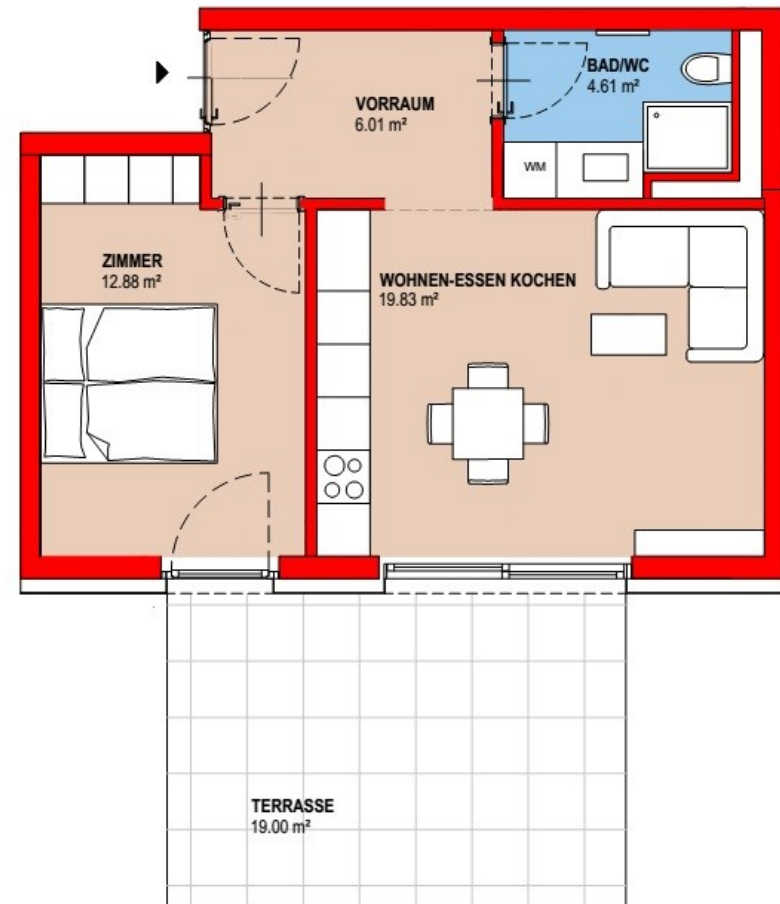 BAD/WC
4.61 m²
VORRAUM
6.01 m²
WM
ZIMMER
12.88 m²
WOHNEN-ESSEN KOCHEN
19.83 m²
TERRASSE
19.00 m²